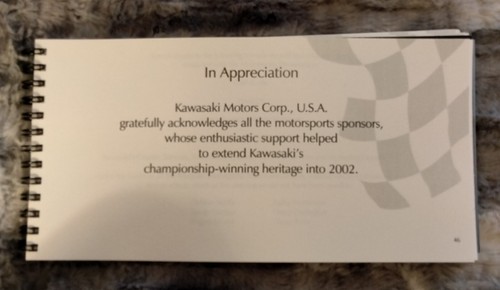 In Appreciation
Kawasaki Motors Corp., U.S.A.
gratefully acknowledges all the motorsports sponsors,
whose enthusiastic support helped
to extend Kawasaki's
championship-winning heritage into 2002.